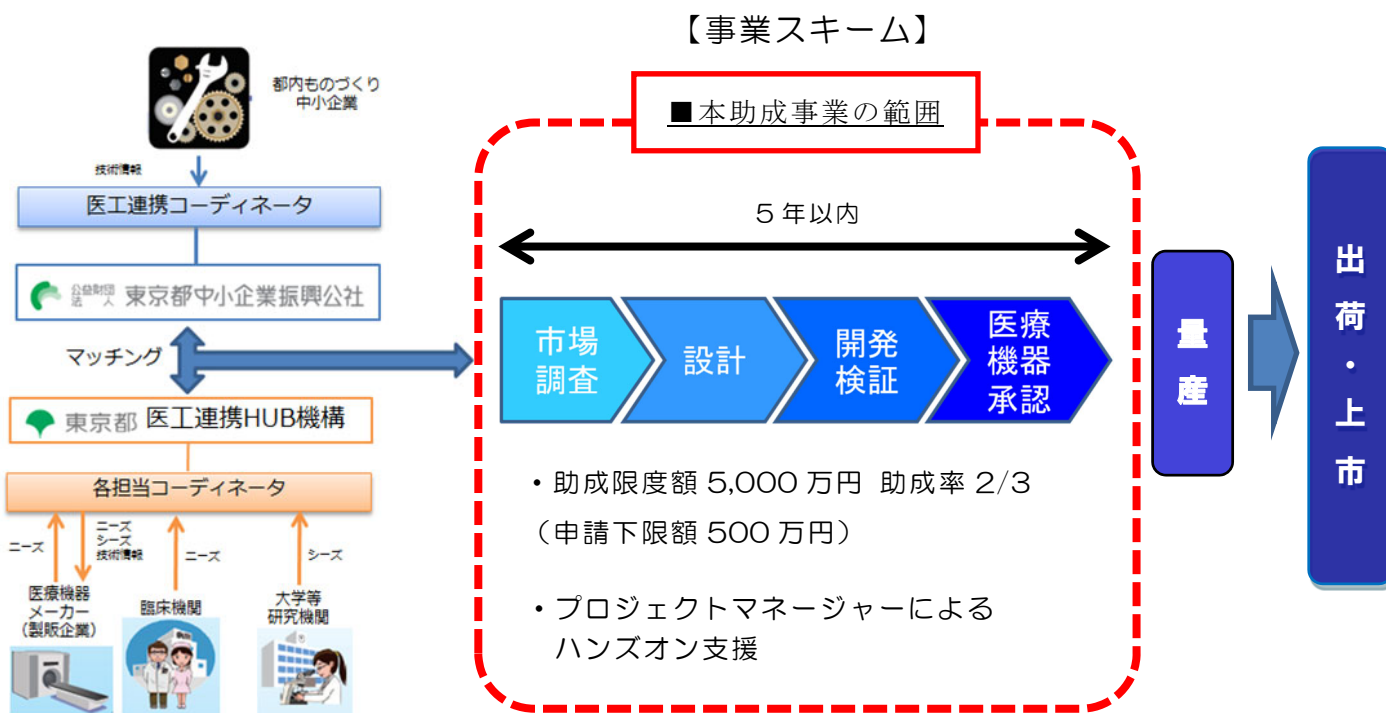 【事業スキーム】
都内ものづくり
中小企業
技術情報
医工連携コーディネータ
公益財団
法 人
東京都中小企業振興公社
マッチング
東京都 医工連携HUB機構
各担当コーディネータ
ニーズ
ニーズ
シーズ
技術情報
ニーズ
シーズ
医療機器
メーカー
（製販企業）
臨床機関
大学等
研究機関
■本助成事業の範囲
5年以内
市場
調査
設計
開発
検証
医療
機器
承認
・助成限度額 5,000 万円 助成率 2/3
（申請下限額 500 万円）
・プロジェクトマネージャーによる
ハンズオン支援
量
産
出
荷
・
上
市